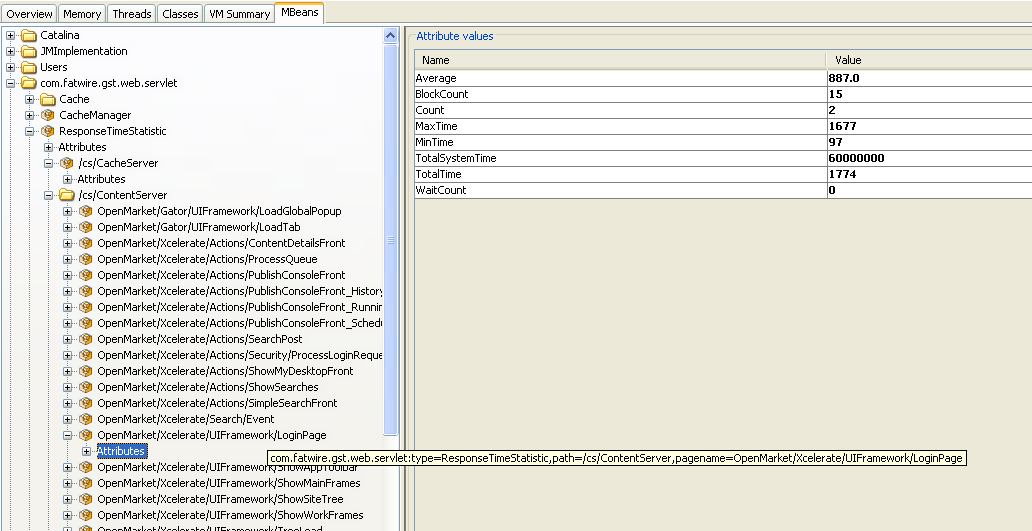 Overview Memory Threads Classes VM Summary MBeans
Catalina
JMImplementation
Users
com.fatwire.gst.web.servlet
Cache
CacheManager
ResponseTimeStatistic
Attributes
/cs/CacheServer
Attributes
/cs/ContentServer
OpenMarket/Gator/UIFramework/LoadGlobalPopup
OpenMarket/Gator/UIFramework/LoadTab
OpenMarket/Xcelerate/Actions/ContentDetailsFront
OpenMarket/Xcelerate/Actions/ProcessQueue
OpenMarket/Xcelerate/Actions/PublishConsoleFront
OpenMarket/Xcelerate/Actions/PublishConsoleFront_History
OpenMarket/Xcelerate/Actions/PublishConsoleFront_Runnin
OpenMarket/Xcelerate/Actions/PublishConsoleFront_Schedu
OpenMarket/Xcelerate/Actions/SearchPost
OpenMarket/Xcelerate/Actions/Security/ProcessLoginReque
OpenMarket/Xcelerate/Actions/ShowMyDesktopFront
OpenMarket/Xcelerate/Actions/ShowSearches
OpenMarket/Xcelerate/Actions/SimpleSearchFront
OpenMarket/Xcelerate/Search/Event
OpenMarket/Xcelerate/UIFramework/LoginPage
Attributes
com.fatwire.gst.web.servlet:type=ResponseTimeStatistic,path=/cs/ContentServer,pagename=OpenMarket/Xcelerate/UIFramework/LoginPage
OpenMarket/Xcelerate/UIFramework/ShowAppToolbar
OpenMarket/Xcelerate/UIFramework/ShowMainFrames
OpenMarket/Xcelerate/UIFramework/ShowSiteTree
OpenMarket/Xcelerate/UIFramework/ShowWorkFrames
OpenMarket/Xcelerate/UIFramework/TreeLoad
Attribute values
Name Value
Average 887.0
BlockCount 15
Count 2
MaxTime 1677
MinTime 97
TotalSystemTime 60000000
TotalTime 1774
WaitCount 0